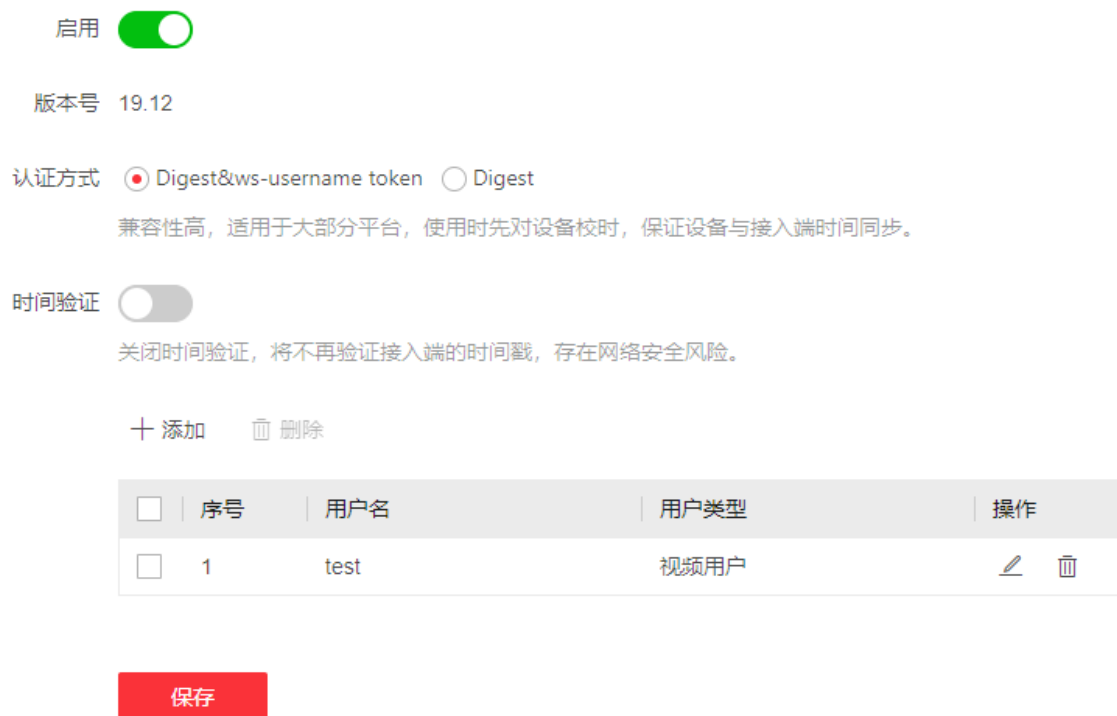 启用
版本号 19.12
认证方式 Digest&ws-username token Digest
兼容性高，适用于大部分平台，使用时先对设备校时，保证设备与接入端时间同步。
时间验证
关闭时间验证，将不再验证接入端的时间戳，存在网络安全风险。
添加 删除
序号 用户名 用户类型 操作
1 test 视频用户
保存